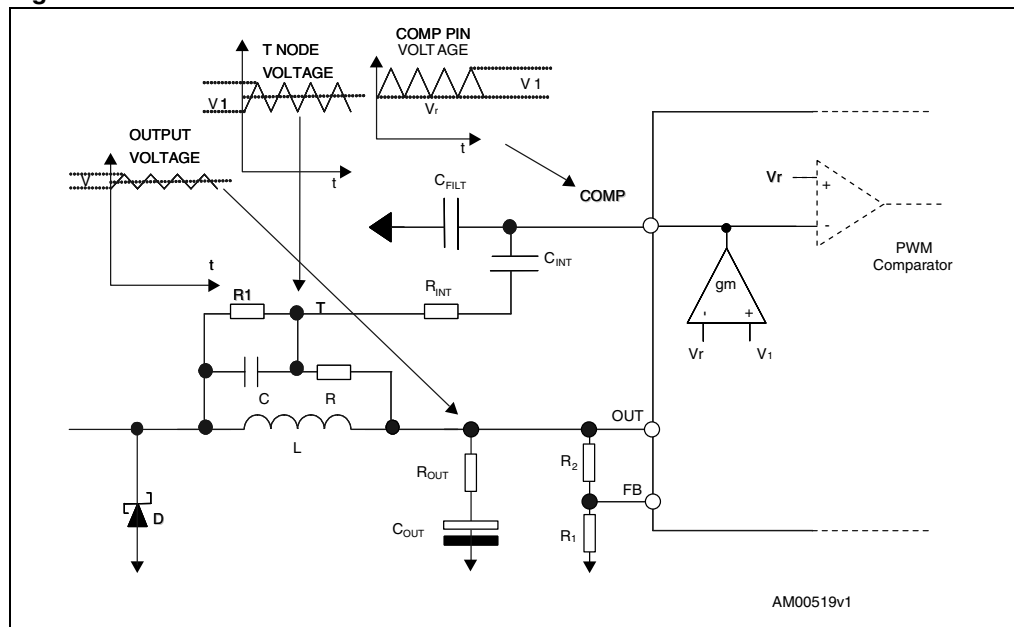 T NODE
VOLTAGE
V1
t
COMP PIN
VOLTAGE
V1
Vr
t
OUTPUT
VOLTAGE
V
t
CFILT
COMP
Vr
+
-
PWM
Comparator
CINT
gm
-
+
Vr
V1
R1
T
RINT
C
R
L
OUT
ROUT
R2
FB
D
COUT
R1
AM00519v1